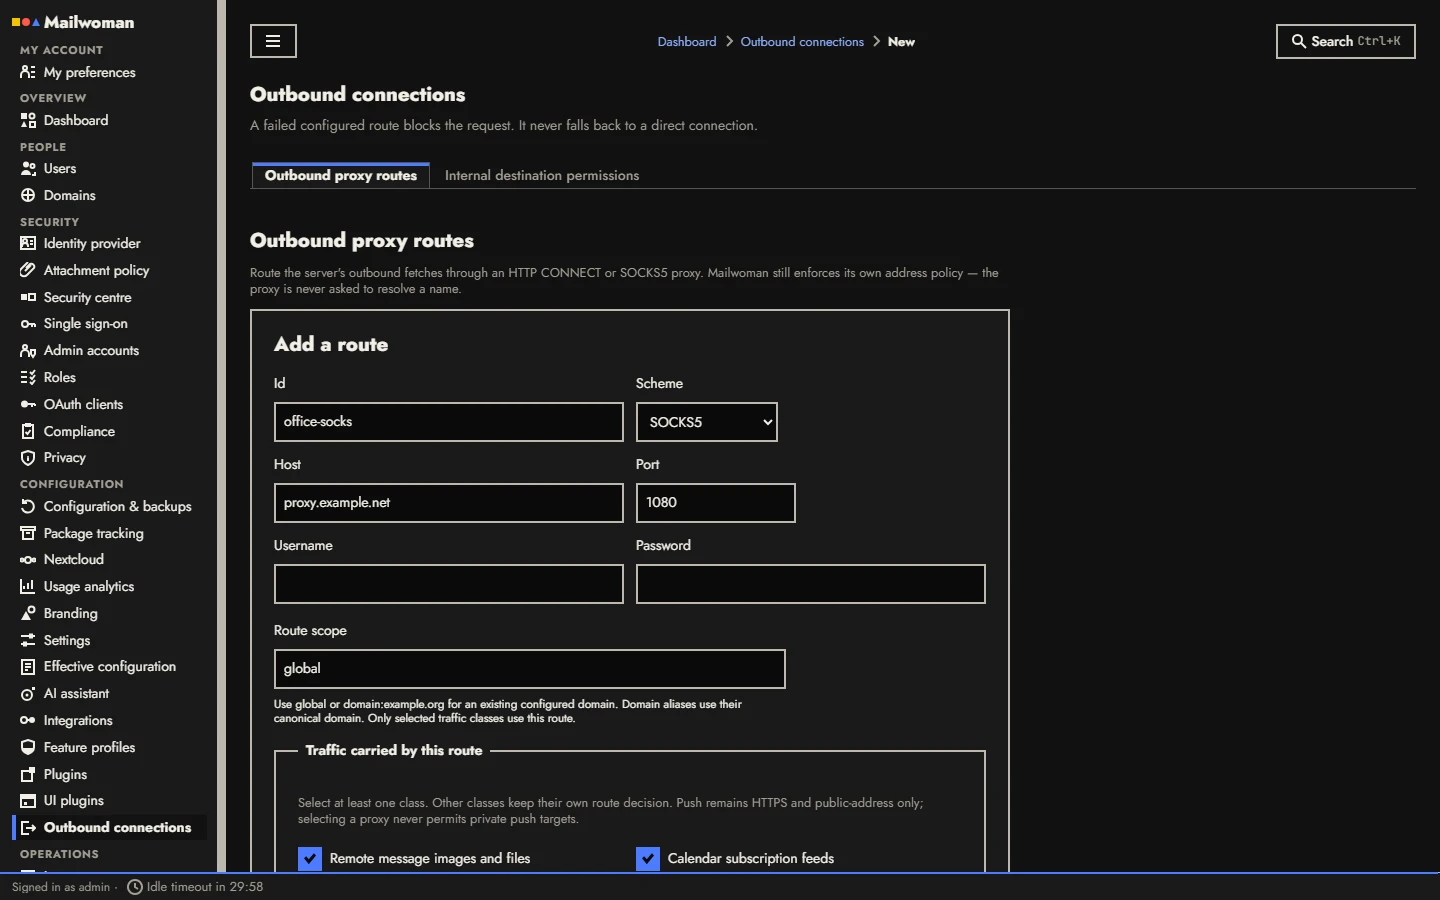 Mailwoman
MY ACCOUNT
My preferences
OVERVIEW
Dashboard
PEOPLE
Users
Domains
SECURITY
Identity provider
Attachment policy
Security centre
Single sign-on
Admin accounts
Roles
OAuth clients
Compliance
Privacy
CONFIGURATION
Configuration & backups
Package tracking
Nextcloud
Usage analytics
Branding
Settings
Effective configuration
AI assistant
Integrations
Feature profiles
Plugins
UI plugins
Outbound connections
OPERATIONS
Dashboard > Outbound connections > New
Search Ctrl+K
Outbound connections
A failed configured route blocks the request. It never falls back to a direct connection.
Outbound proxy routes
Internal destination permissions
Outbound proxy routes
Route the server's outbound fetches through an HTTP CONNECT or SOCKS5 proxy. Mailwoman still enforces its own address policy — the
proxy is never asked to resolve a name.
Add a route
Id
Scheme
office-socks
SOCKS5
Host
Port
proxy.example.net
1080
Username
Password
Route scope
global
Use global or domain:example.org for an existing configured domain. Domain aliases use their
canonical domain. Only selected traffic classes use this route.
Traffic carried by this route
Select at least one class. Other classes keep their own route decision. Push remains HTTPS and public-address only;
selecting a proxy never permits private push targets.
Remote message images and files
Calendar subscription feeds
Signed in as admin ·
Idle timeout in 29:58